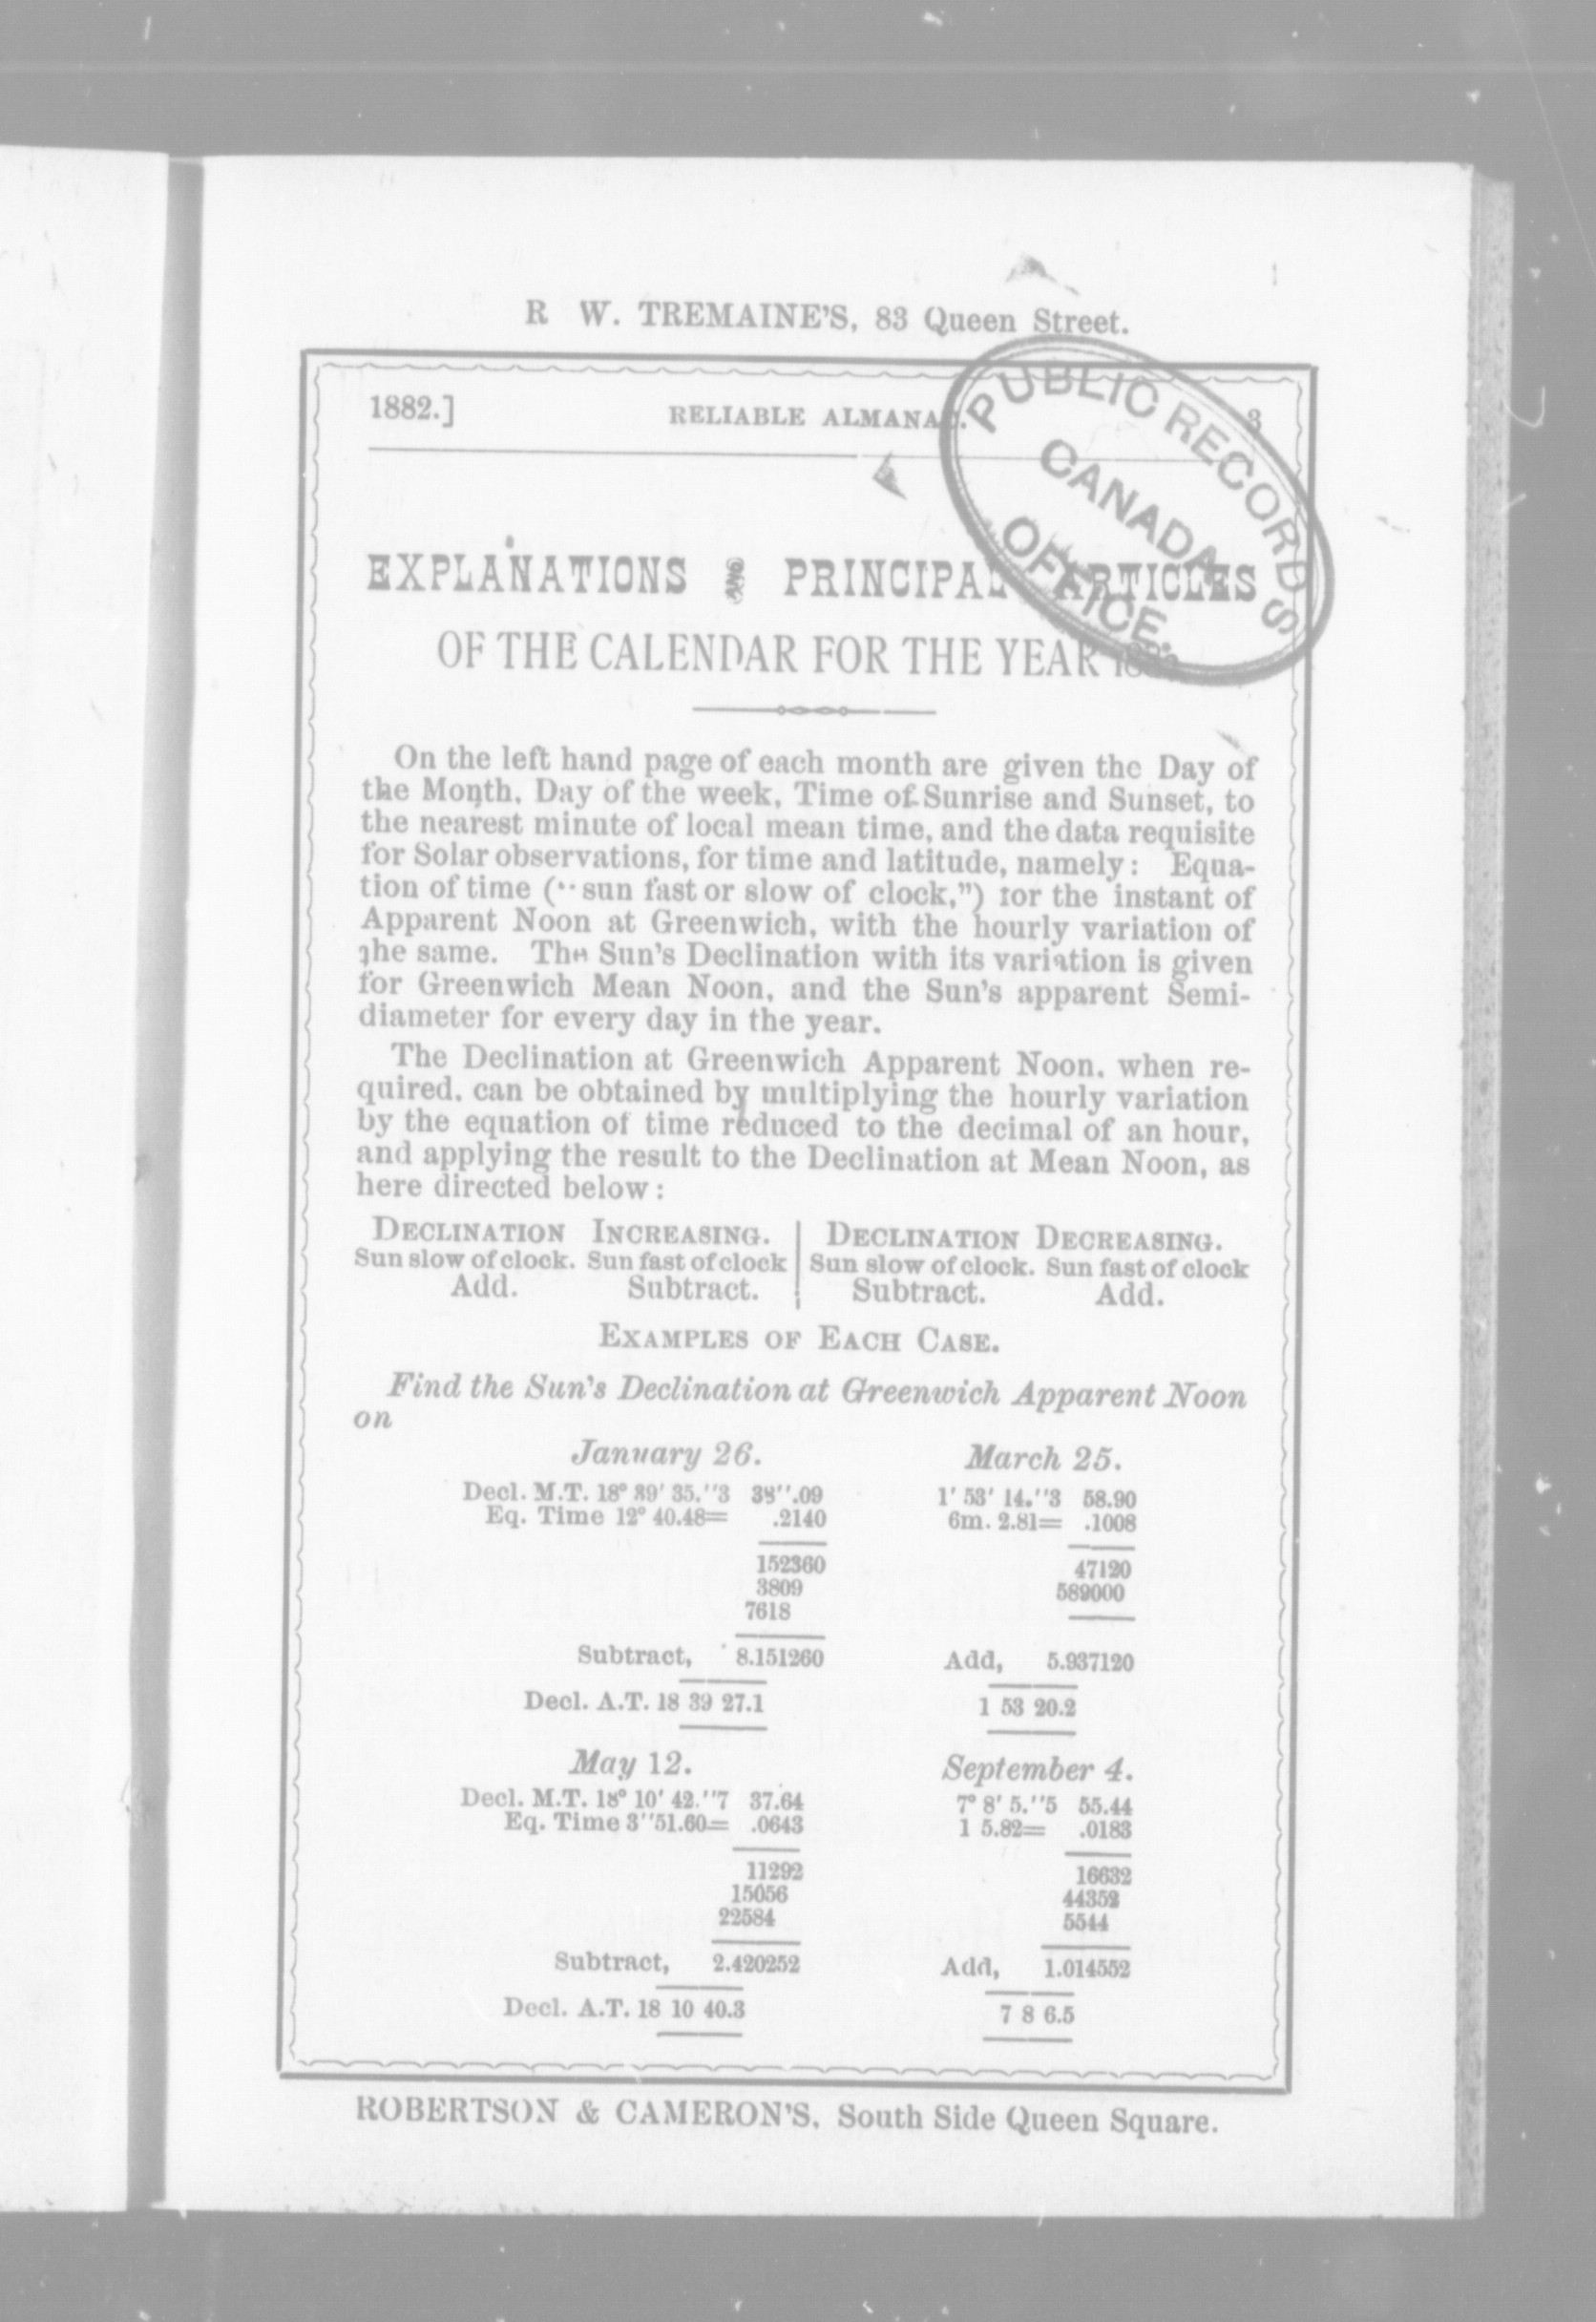 R W. TREMAINE'S, 83 Queen Street.
1882.] RELIABLE ALMANAC. 3
PUBLIC RECORDS
CANADA
OFFICE.
EXPLANATIONS AND PRINCIPAL ARTICLES
OF THE CALENDAR FOR THE YEAR 1882
On the left hand page of each month are given the Day of
the Month, Day of the week, Time of Sunrise and Sunset, to
the nearest minute of local mean time, and the data requisite
for Solar observations, for time and latitude, namely: Equa-
tion of time ("sun fast or slow of clock,") for the instant of
Apparent Noon at Greenwich, with the hourly variation of
the same. The Sun's Declination with its variation is given
for Greenwich Mean Noon, and the Sun's apparent Semi-
diameter for every day in the year.
The Declination at Greenwich Apparent Noon, when re-
quired, can be obtained by multiplying the hourly variation
by the equation of time reduced to the decimal of an hour,
and applying the result to the Declination at Mean Noon, as
here directed below:
DECLINATION INCREASING. DECLINATION DECREASING.
Sun slow of clock. Sun fast of clock Sun slow of clock. Sun fast of clock
Add. Subtract. Subtract. Add.
EXAMPLES OF EACH CASE.
Find the Sun's Declination at Greenwich Apparent Noon
on
January 26. March 25.
Decl. M.T. 18° 39' 35."3 38".09 1' 53' 14."3 58.90
Eq. Time 12° 40.48= .2140 6m. 2.81= .1008
152360 47120
3809 589000
7618
Subtract, 8.151260 Add, 5.937120
Decl. A.T. 18 39 27.1 1 53 20.2
May 12. September 4.
Decl. M.T. 18° 10' 42."7 37.64 7° 8' 5."5 55.44
Eq. Time 3"51.60= .0643 1 5.82= .0183
11292 16632
15056 44352
22584 5544
Subtract, 2.420252 Add, 1.014552
Decl. A.T. 18 10 40.3 7 8 6.5
ROBERTSON & CAMERON'S, South Side Queen Square.